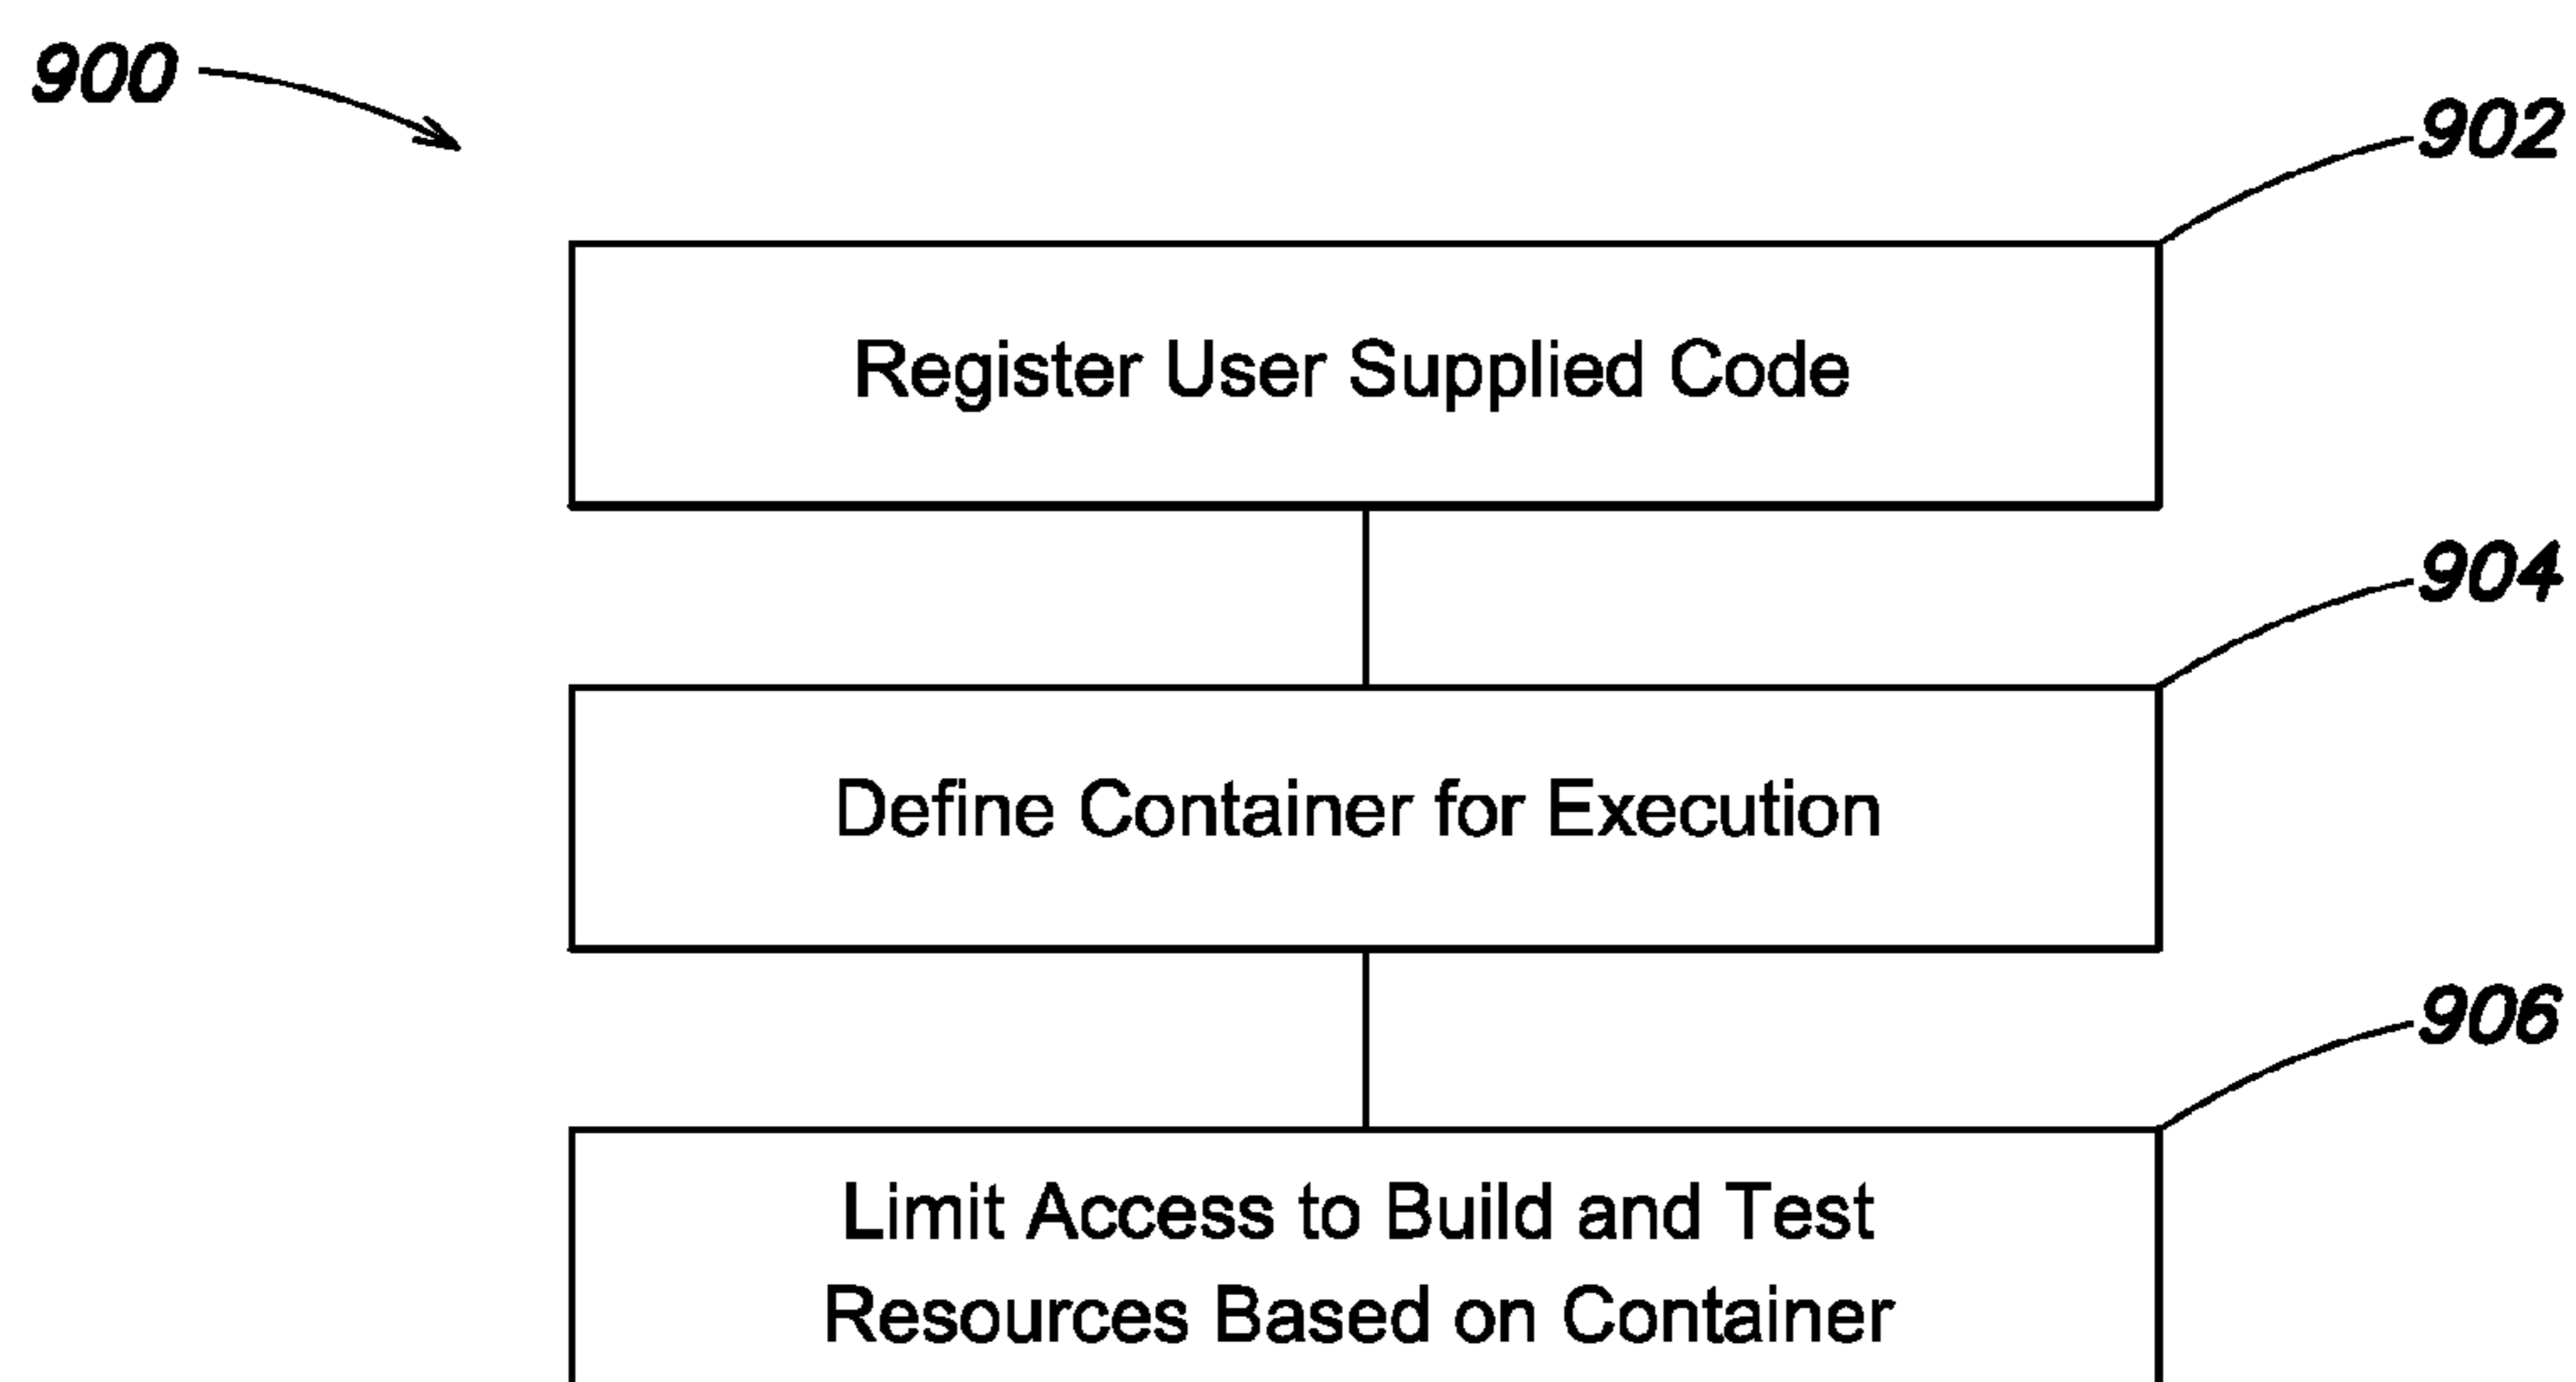 900
902
Register User Supplied Code
904
Define Container for Execution
906
Limit Access to Build and Test
Resources Based on Container